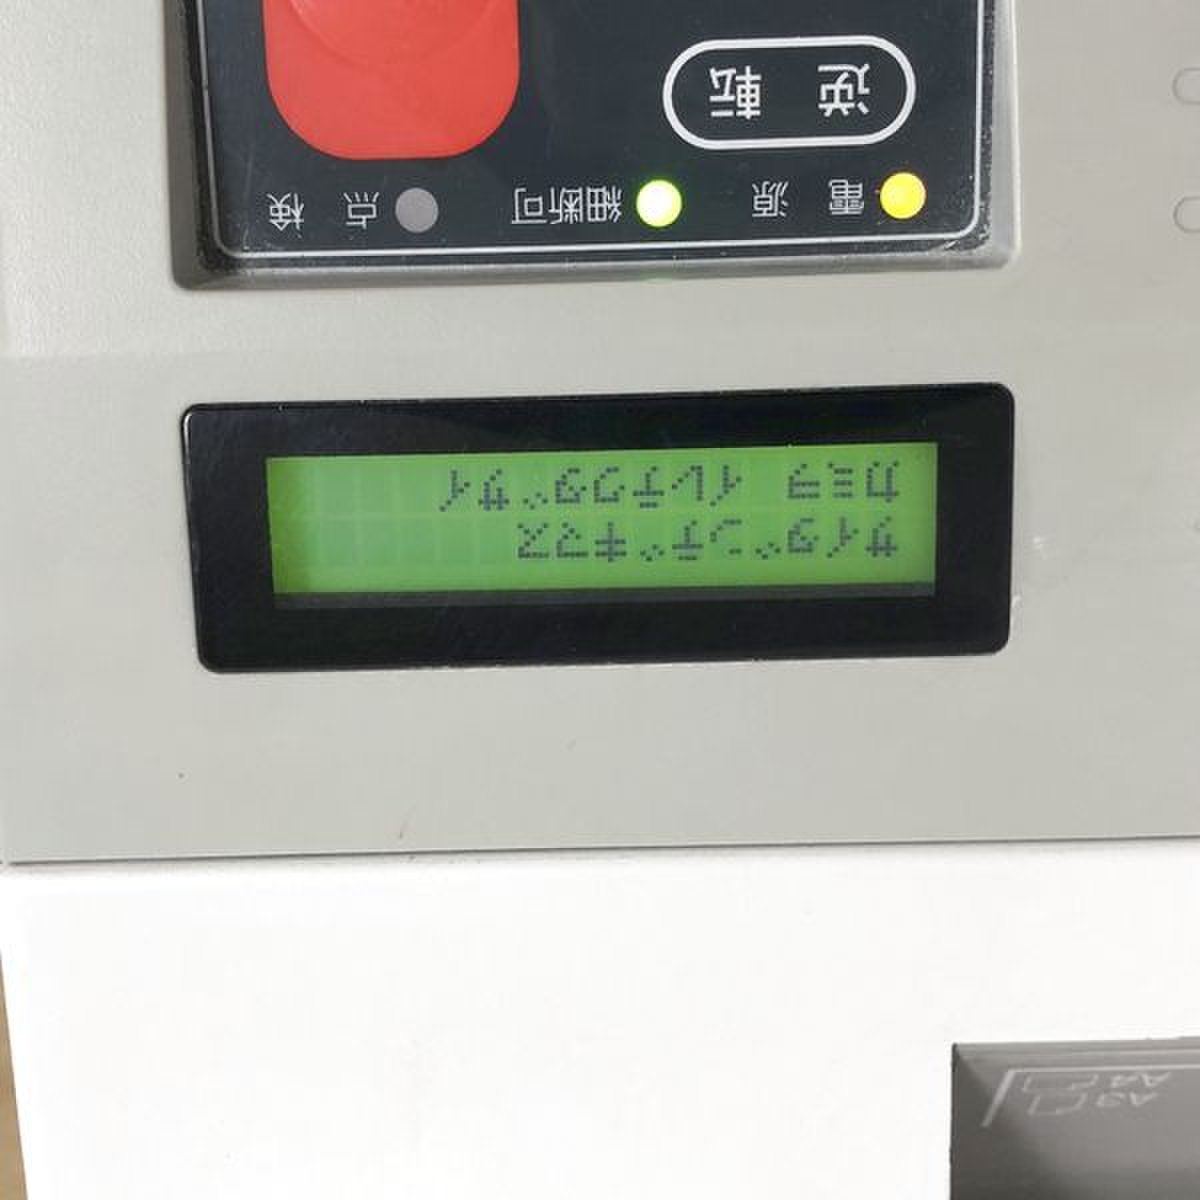 A3
A4
サイダンデキマス
カミヲ イレテクダサイ
電源 細断可 点検
逆転